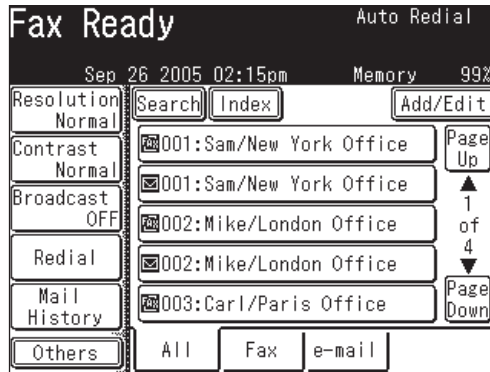 Fax Ready
Auto Redial
Sep 26 2005 02:15pm Memory 99%
Resolution
Normal
Contrast
Normal
Broadcast
OFF
Redial
Mail
History
Others
Search Index Add/Edit
FAX 001:Sam/New York Office
001:Sam/New York Office
FAX 002:Mike/London Office
002:Mike/London Office
FAX 003:Carl/Paris Office
Page
Up
1
of
4
Page
Down
All Fax e-mail